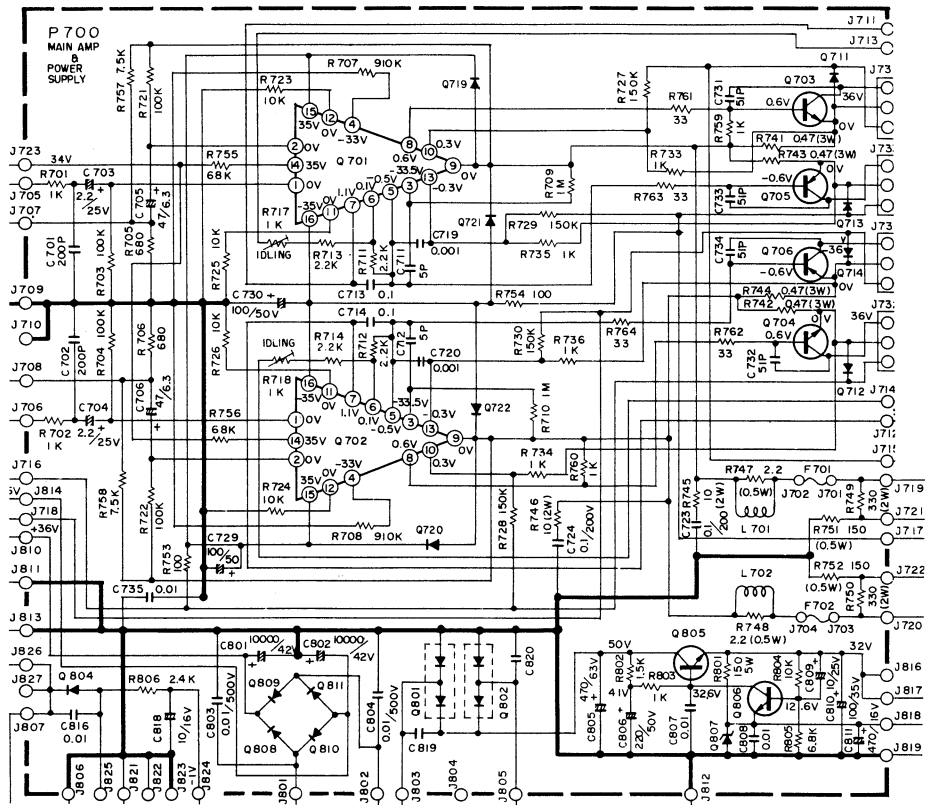 P700
MAIN AMP
&
POWER
SUPPLY
J711
J713
Q711
J73
J723
34V
J705
R701
1K
C703
2.2
25V
J707
R757 7.5K
R721
100K
R723
10K
R707 910K
Q719
R727
150K
R761
33
C731
51P
R759
1K
Q703
0.6V
36V
0V
R741 0.47(3W)
R743 0.47(3W)
R755
68K
C705
47/6.3
R705
680
C701
200P
R703
100K
35V
0V
-33V
2
0V
14
35V
1
0V
15
12
4
Q701
8
0.6V
10
0.3V
9
0V
-33.5V
3
13
-0.3V
-0.5V
5
0.1V
6
1.1V
7
0V
11
-35V
16
R717
1K
IDLING
R713
2.2K
R711
2.2K
C711
5P
C719
0.001
C713 0.1
R725
10K
Q721
R709
1M
R729
150K
R735
1K
R733
1K
R763
33
C733
51P
-0.6V
Q705
0V
J732
Q713
C734
51P
Q706
-0.6V
-36V
Q714
0V
R744 0.47(3W)
R742 0.47(3W)
J709
J710
C730
100/50V
R754 100
C714 0.1
C702
200P
R704
100K
R706
680
R726
10K
IDLING
R714
2.2K
R712
2.2K
C712
5P
C720
0.001
R730
150K
R736
1K
R764
33
R762
33
Q704
0.6V
0V
36V
C732
51P
Q712
J714
J712
J715
J708
J706
R702
1K
C704
2.2
25V
C706
47/6.3
R756
68K
R718
1K
16
11
7
6
5
3
13
-35V
0V
1.1V
0.1V
-0.5V
-33.5V
-0.3V
1
0V
14
35V
2
0V
Q702
-33V
0.6V
9
0V
10
0.3V
8
15
12
4
35V
0V
Q722
R710 1M
R734
1K
R760
1K
J716
J814
J718
+36V
J810
J811
R758
7.5K
R722
100K
R724
10K
R708 910K
Q720
R728 150K
R746
10(2W)
C724
0.1/200V
R753
100
C729
100
50
C735 0.01
R745
10
(2W)
C723
0.1/200
R747 2.2
(0.5W)
L701
F701
J702 J701
R749
330
(2W)
J719
J721
R751 150
(0.5W)
J717
R752 150
(0.5W)
J722
L702
R750
330
(2W)
F702
J704 J703
R748
2.2(0.5W)
J720
J813
J826
J827
J807
Q804
C816
0.01
R806 2.4K
C818
10/16V
C801
10000/42V
C802
10000/42V
C803
0.01/500V
Q809
Q811
Q808
Q810
C804
0.01/500V
Q801
Q802
C819
C820
50V
C805
470/63V
R802
1.5K
41V
C806
220/50V
R803
1K
Q805
32.6V
C807
0.01
R801
150
5W
Q806
Q807
C808
0.01
R804
10K
12.6V
R805
6.8K
C809
10/25V
C810
100/35V
C811
470/16V
32V
J816
J817
J818
J819
J806
J825
J821
J822
J823
-1V
J824
J801
J802
J803
J804
J805
J812